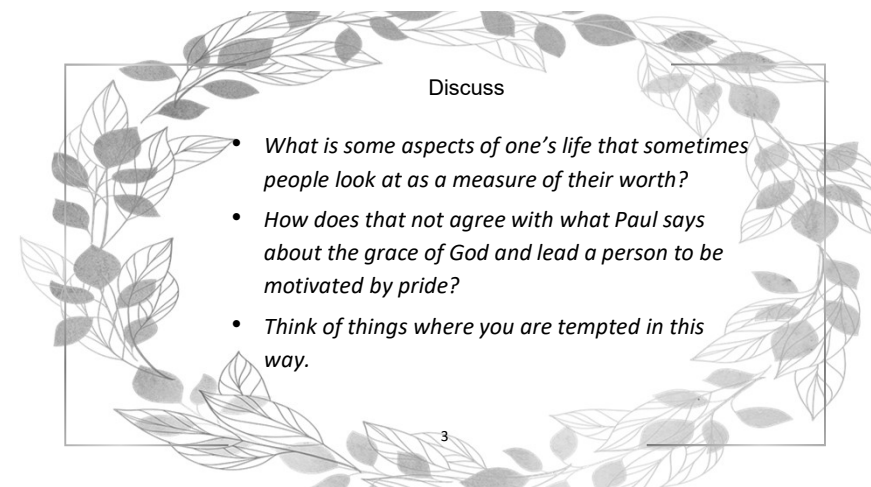 Discuss
• What is some aspects of one’s life that sometimes
people look at as a measure of their worth?
• How does that not agree with what Paul says
about the grace of God and lead a person to be
motivated by pride?
• Think of things where you are tempted in this
way.
3